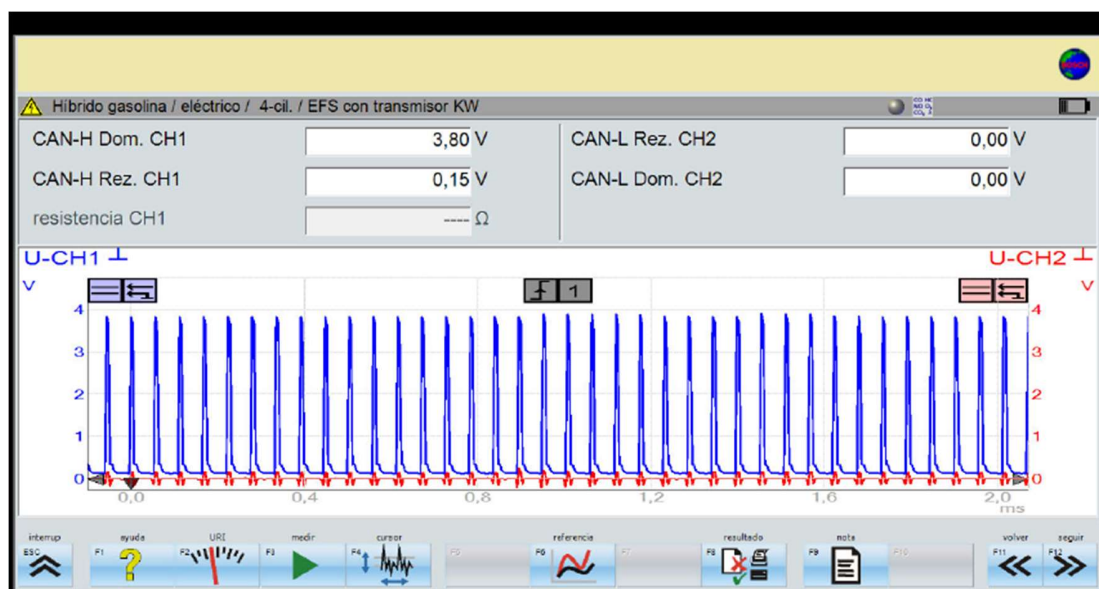 BOSCH
Híbrido gasolina / eléctrico / 4-cil. / EFS con transmisor KW
CAN-H Dom. CH1 3,80 V CAN-L Rez. CH2 0,00 V
CAN-H Rez. CH1 0,15 V CAN-L Dom. CH2 0,00 V
resistencia CH1 ---- Ω
U-CH1 ⊥ U-CH2 ⊥
V 1 V
4 4
3 3
2 2
1 1
0 0
0,0 0,4 0,8 1,2 1,6 2,0
ms
interrup ayuda URI medir cursor referencia resultado nota volver seguir
ESC F1 ? F2 F3 F4 F5 F6 F7 F8 F9 F10 F11 F12